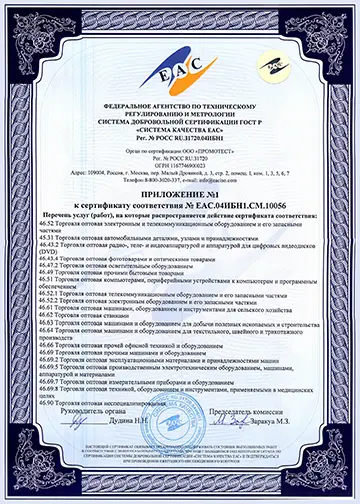 ЕАС
ФЕДЕРАЛЬНОЕ АГЕНТСТВО ПО ТЕХНИЧЕСКОМУ
РЕГУЛИРОВАНИЮ И МЕТРОЛОГИИ
СИСТЕМА ДОБРОВОЛЬНОЙ СЕРТИФИКАЦИИ ГОСТ Р
«СИСТЕМА КАЧЕСТВА ЕАС»
Рег. № РОСС RU.31720.04ИБН1
Орган по сертификации ООО «ПРОМОТЕСТ»
Рег. № РОСС RU.31720
ОГРН 1167746900023
Адрес: 109004, Россия, г. Москва, пер. Малый Дровяной, д. 3, стр. 2, помещ. I, ком. 1, 3, 5, 6, 7
Телефон: 8-800-3020-337, email: info@eaciso.com
ПРИЛОЖЕНИЕ №1
к сертификату соответствия № ЕАС.04ИБН1.СМ.10056
Перечень услуг (работ), на которые распространяется действие сертификата соответствия:
46.52 Торговля оптовая электронным и телекоммуникационным оборудованием и его запасными
частями
45.31 Торговля оптовая автомобильными деталями, узлами и принадлежностями
46.43.2 Торговля оптовая радио-, теле- и видеоаппаратурой и аппаратурой для цифровых видеодисков
(DVD)
46.43.4 Торговля оптовая фототоварами и оптическими товарами
46.47.2 Торговля оптовая осветительным оборудованием
46.49 Торговля оптовая прочими бытовыми товарами
46.51 Торговля оптовая компьютерами, периферийными устройствами к компьютерам и программным
обеспечением
46.52.1 Торговля оптовая телекоммуникационным оборудованием и его запасными частями
46.52.2 Торговля оптовая электронным оборудованием и его запасными частями
46.61 Торговля оптовая машинами, оборудованием и инструментами для сельского хозяйства
46.62 Торговля оптовая станками
46.63 Торговля оптовая машинами и оборудованием для добычи полезных ископаемых и строительства
46.64 Торговля оптовая машинами и оборудованием для текстильного, швейного и трикотажного
производств
46.66 Торговля оптовая прочей офисной техникой и оборудованием
46.69 Торговля оптовая прочими машинами и оборудованием
46.69.2 Торговля оптовая эксплуатационными материалами и принадлежностями машин
46.69.5 Торговля оптовая производственным электротехническим оборудованием, машинами,
аппаратурой и материалами
46.69.7 Торговля оптовая измерительными приборами и оборудованием
46.69.8 Торговля оптовая техникой, оборудованием и инструментами, применяемыми в медицинских
целях
46.90 Торговля оптовая неспециализированная
Руководитель органа Председатель комиссии
Дудина Н.Н. Заракуа М.З.